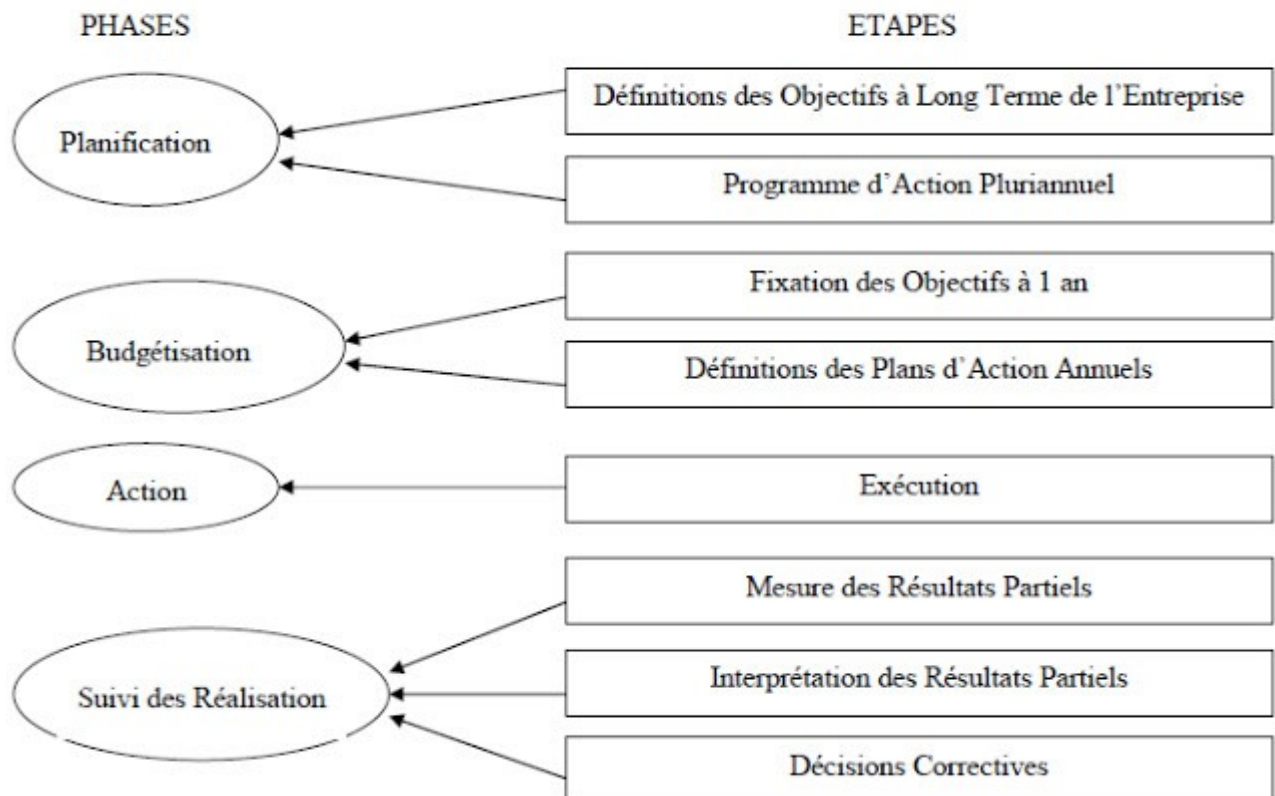 PHASES
ETAPES
Planification
Définitions des Objectifs à Long Terme de l'Entreprise
Programme d'Action Pluriannuel
Budgétisation
Fixation des Objectifs à 1 an
Définitions des Plans d'Action Annuels
Action
Exécution
Suivi des Réalisation
Mesure des Résultats Partiels
Interprétation des Résultats Partiels
Décisions Correctives